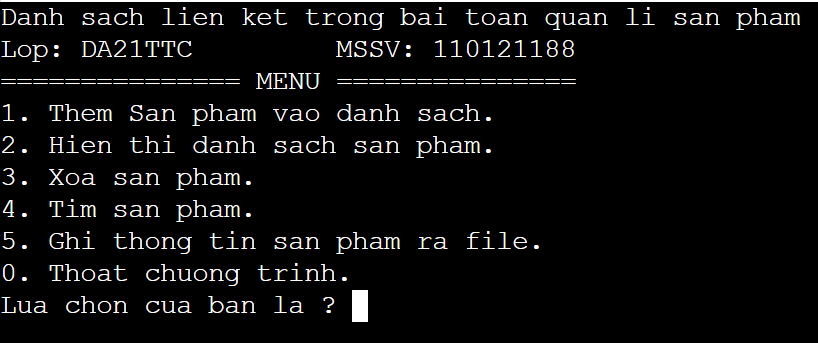 Danh sach lien ket trong bai toan quan li san pham
Lop: DA21TTC         MSSV: 110121188
=============== MENU ===============
1. Them San pham vao danh sach.
2. Hien thi danh sach san pham.
3. Xoa san pham.
4. Tim san pham.
5. Ghi thong tin san pham ra file.
0. Thoat chuong trinh.
Lua chon cua ban la ?